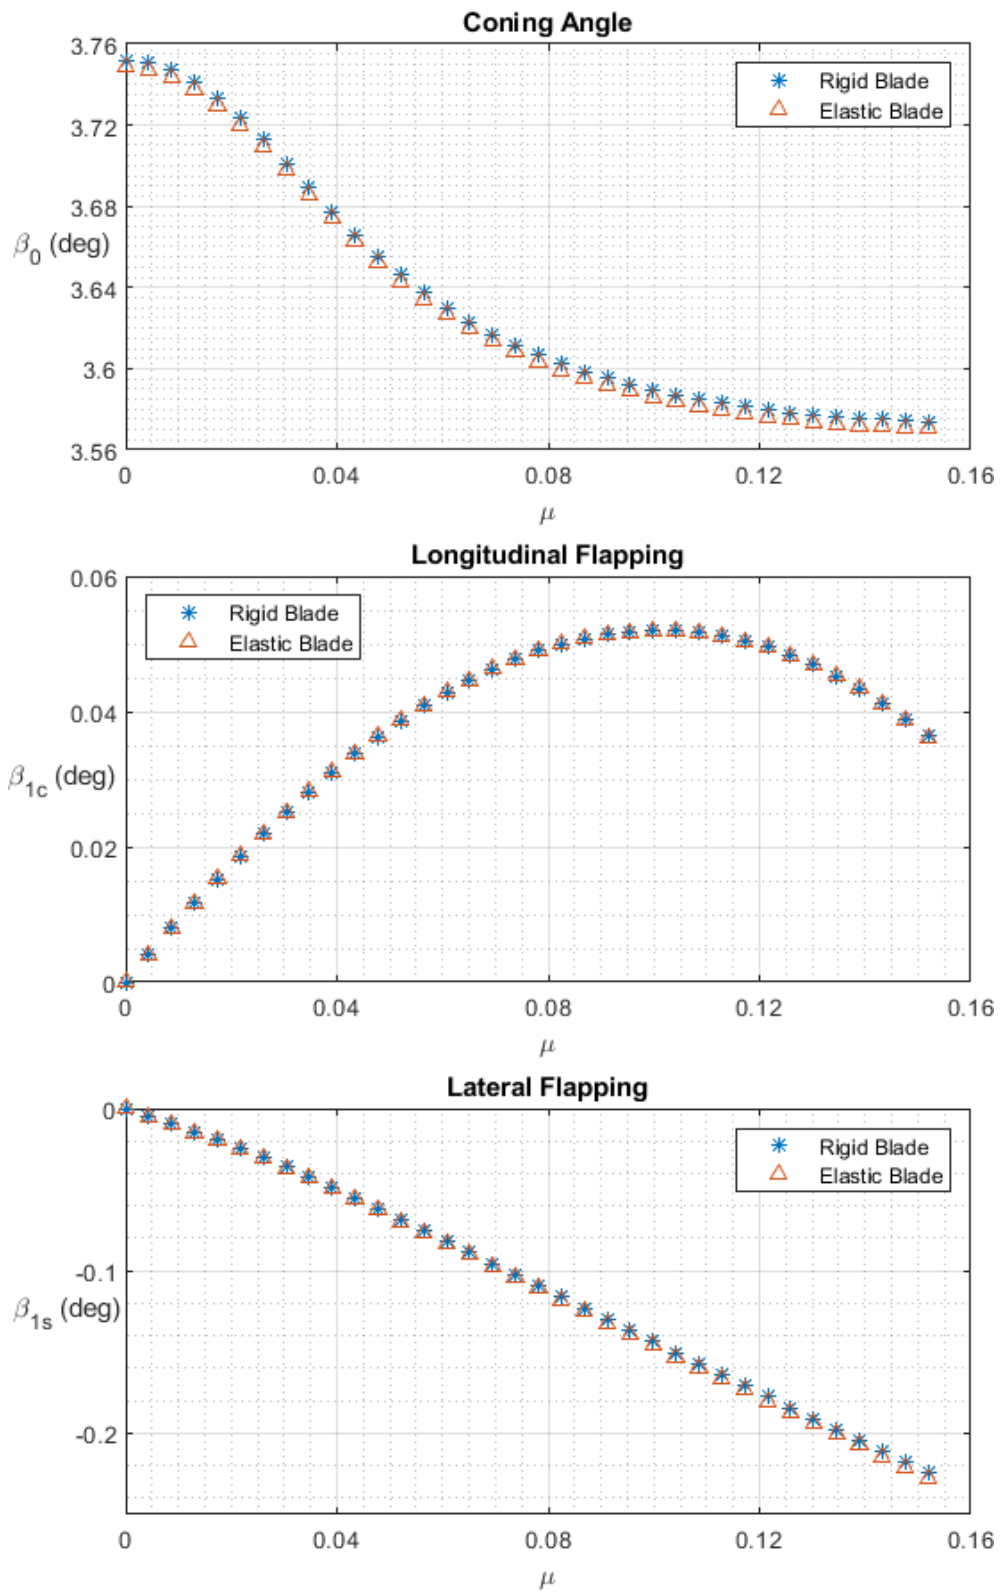 Coning Angle
3.76
3.72
3.68
β0 (deg)
3.64
3.6
3.56
Rigid Blade
Elastic Blade
0 0.04 0.08 0.12 0.16
μ
Longitudinal Flapping
0.06
Rigid Blade
Elastic Blade
0.04
β1c (deg)
0.02
0
0 0.04 0.08 0.12 0.16
μ
Lateral Flapping
0
Rigid Blade
Elastic Blade
-0.1
β1s (deg)
-0.2
0 0.04 0.08 0.12 0.16
μ